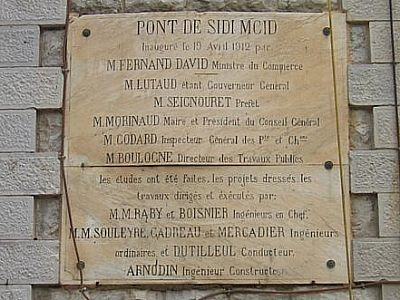 PONT DE SIDI MCID
Inauguré le 19 Avril 1912 par
M. FERNAND DAVID Ministre du Commerce
M. LUTAUD étant Gouverneur Général
M. SEIGNOURET Préfet
M. MORINAUD Maire et Président du Conseil Général
M. GODARD Inspecteur Général des Pts et Chées
M. BOULOGNE Directeur des Travaux Publics
les études ont été faites, les projets dressés, les
travaux dirigés et exécutés par:
M.M. RABY et BOISNIER Ingénieurs en Chef,
M.M. SOULEYRE, CADREAU et MERCADIER Ingénieurs
ordinaires, et DUTILLEUL Conducteur,
ARNODIN Ingénieur Constructeur